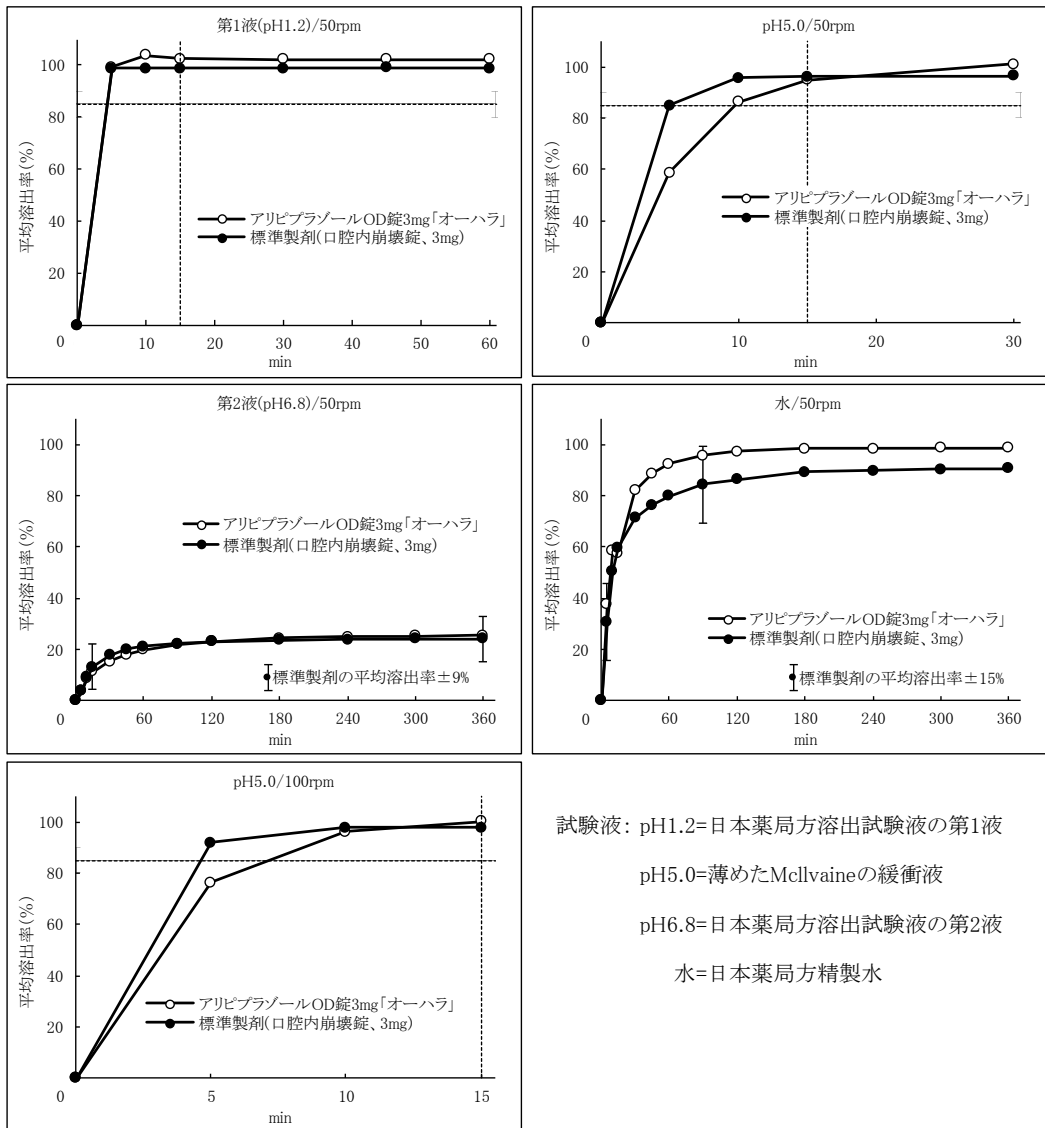 第1液(pH1.2)/50rpm
平均溶出率(%)
100
80
60
40
20
0
10
20
30
40
50
60
min
アリピプラゾールOD錠3mg「オーハラ」
標準製剤(口腔内崩壊錠、3mg)
pH5.0/50rpm
平均溶出率(%)
100
80
60
40
20
0
10
20
30
min
アリピプラゾールOD錠3mg「オーハラ」
標準製剤(口腔内崩壊錠、3mg)
第2液(pH6.8)/50rpm
平均溶出率(%)
100
80
60
40
20
0
60
120
180
240
300
360
min
アリピプラゾールOD錠3mg「オーハラ」
標準製剤(口腔内崩壊錠、3mg)
標準製剤の平均溶出率±9%
水/50rpm
平均溶出率(%)
100
80
60
40
20
0
60
120
180
240
300
360
min
アリピプラゾールOD錠3mg「オーハラ」
標準製剤(口腔内崩壊錠、3mg)
標準製剤の平均溶出率±15%
pH5.0/100rpm
平均溶出率(%)
100
80
60
40
20
0
5
10
15
min
アリピプラゾールOD錠3mg「オーハラ」
標準製剤(口腔内崩壊錠、3mg)
試験液: pH1.2=日本薬局方溶出試験液の第1液
pH5.0=薄めたMcllvaineの緩衝液
pH6.8=日本薬局方溶出試験液の第2液
水=日本薬局方精製水